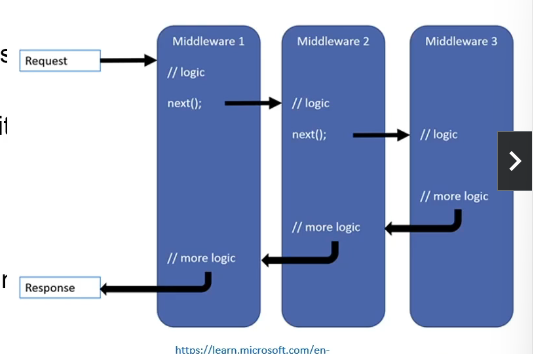 Middleware 1
Middleware 2
Middleware 3
Request
// logic
next();
// logic
next();
// logic
// more logic
// more logic
// more logic
Response
https://learn.microsoft.com/en-